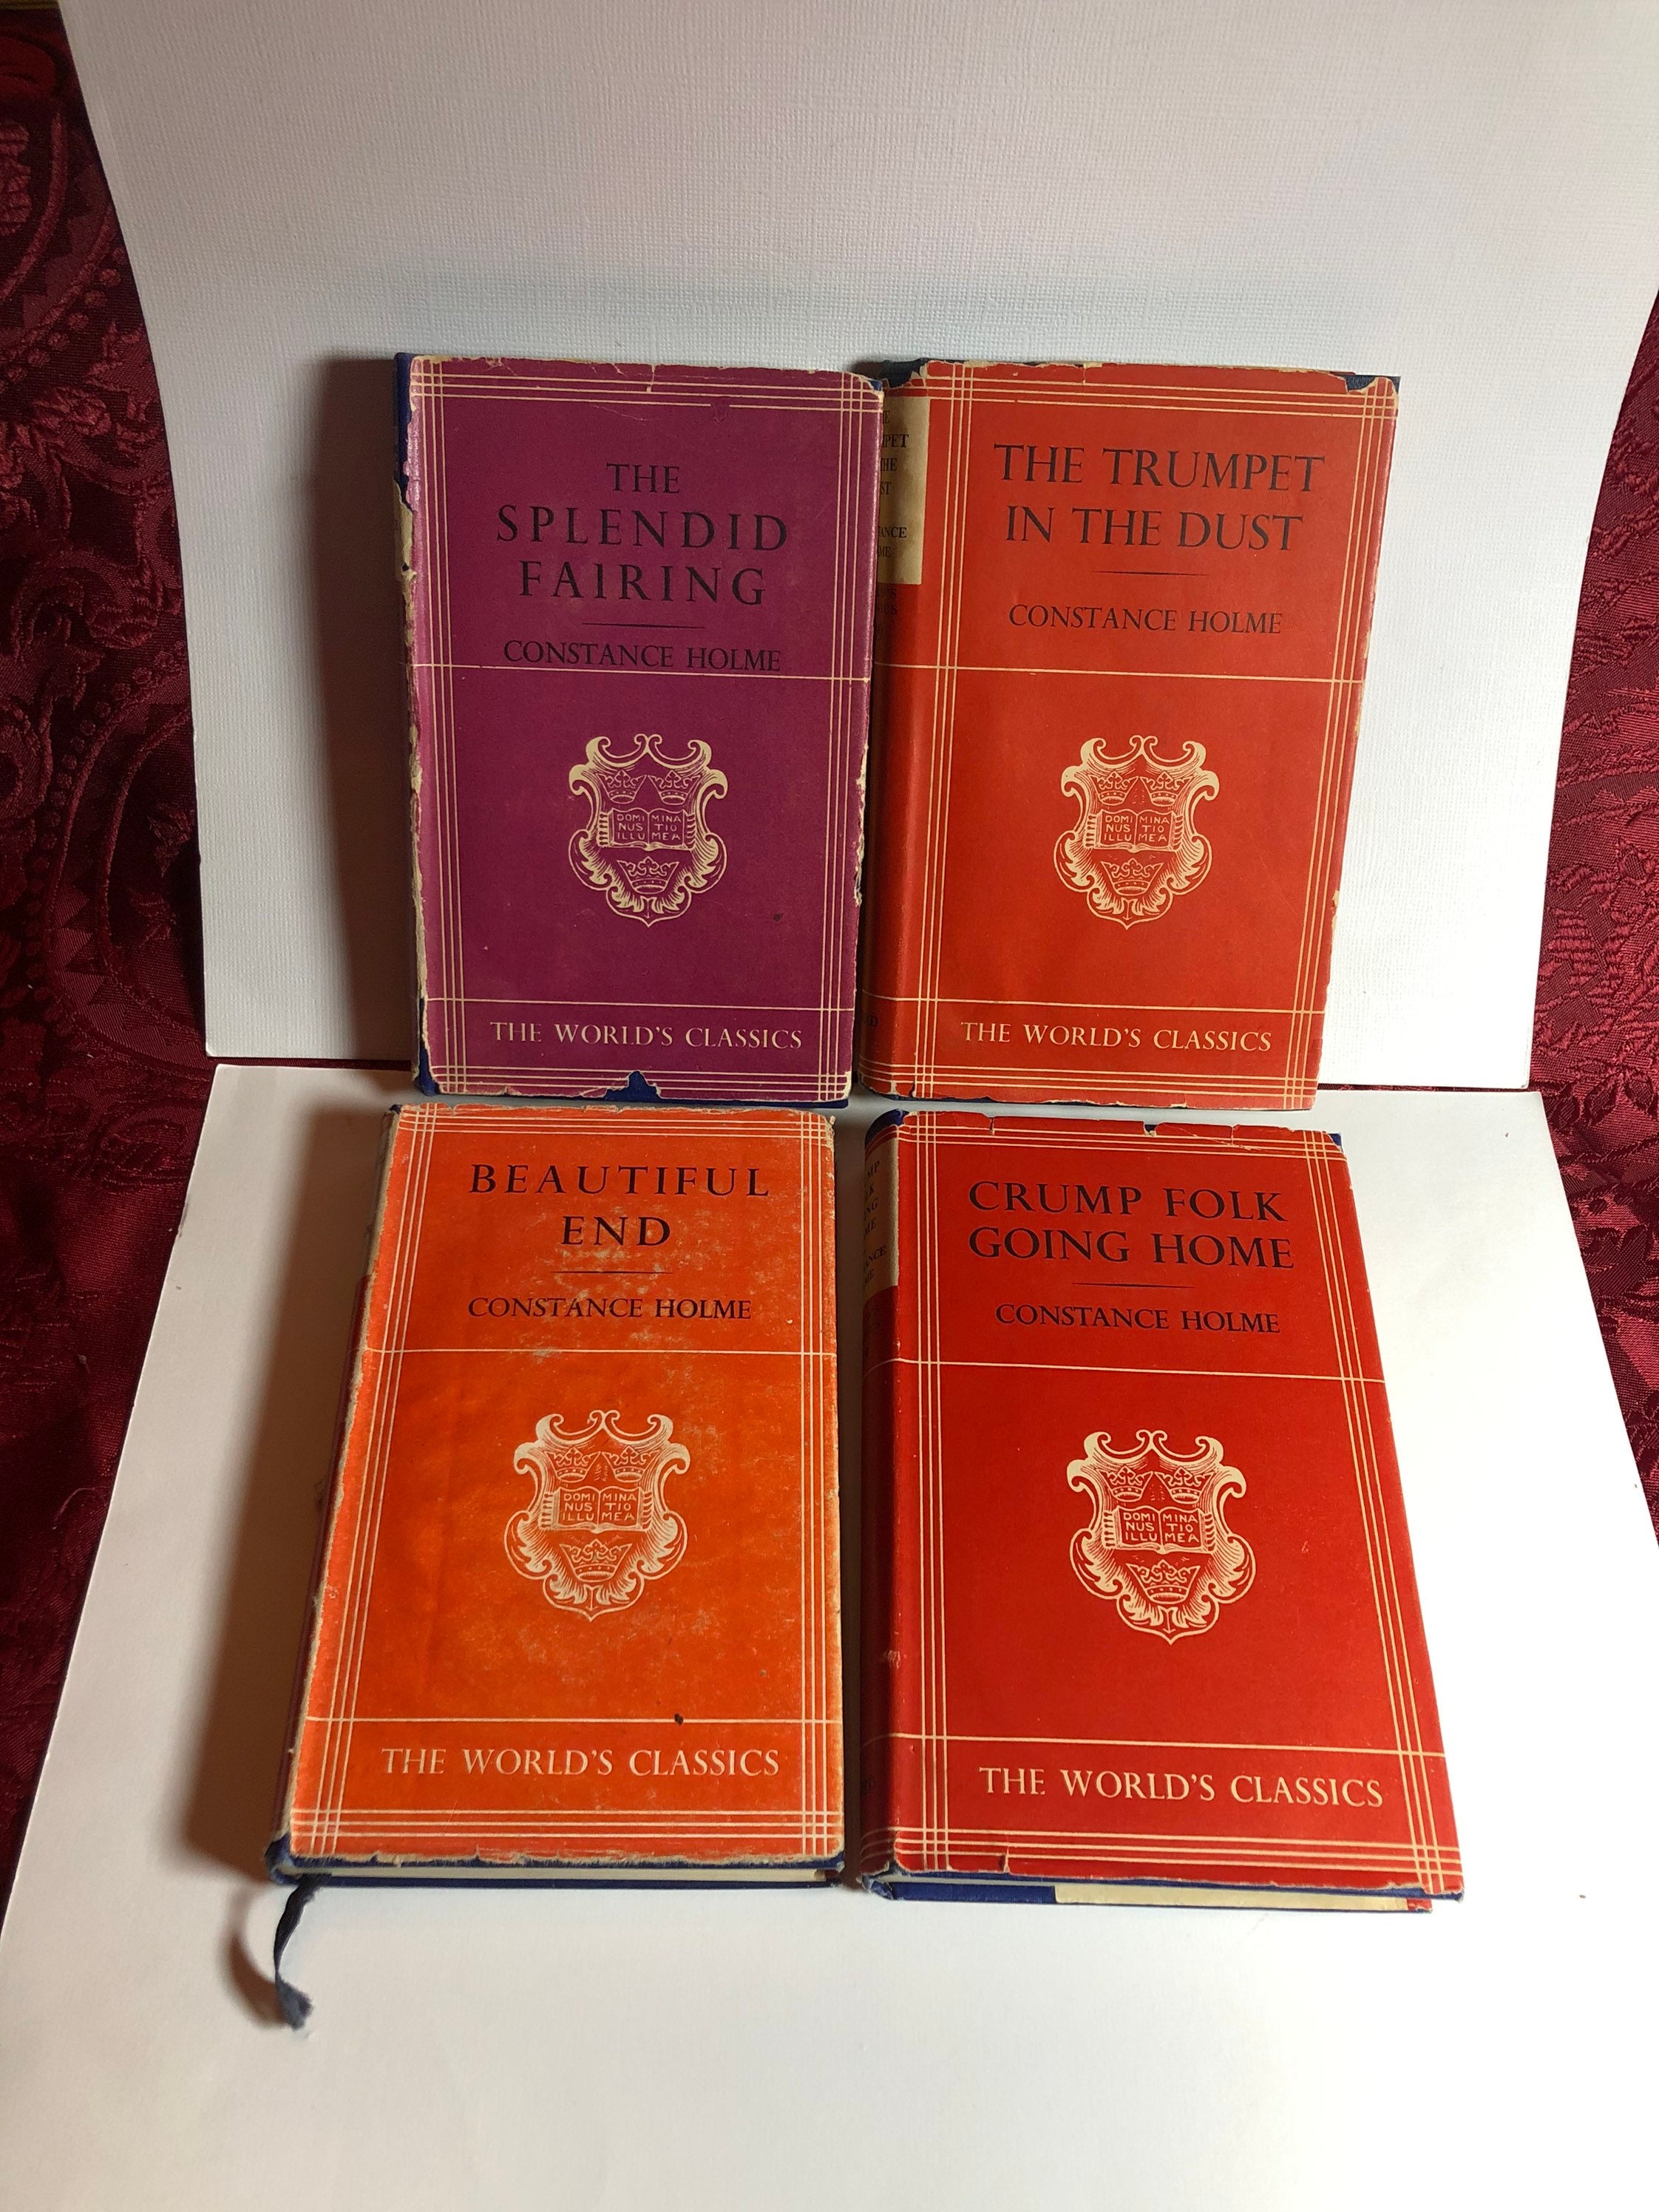 THE
SPLENDID
FAIRING
CONSTANCE HOLME
DOMI MINA
NUS TIO
ILLU MEA
THE WORLD'S CLASSICS
THE TRUMPET
IN THE DUST
CONSTANCE HOLME
DOMI MINA
NUS TIO
ILLU MEA
THE WORLD'S CLASSICS
BEAUTIFUL
END
CONSTANCE HOLME
DOMI MINA
NUS TIO
ILLU MEA
THE WORLD'S CLASSICS
CRUMP FOLK
GOING HOME
CONSTANCE HOLME
DOMI MINA
NUS TIO
ILLU MEA
THE WORLD'S CLASSICS